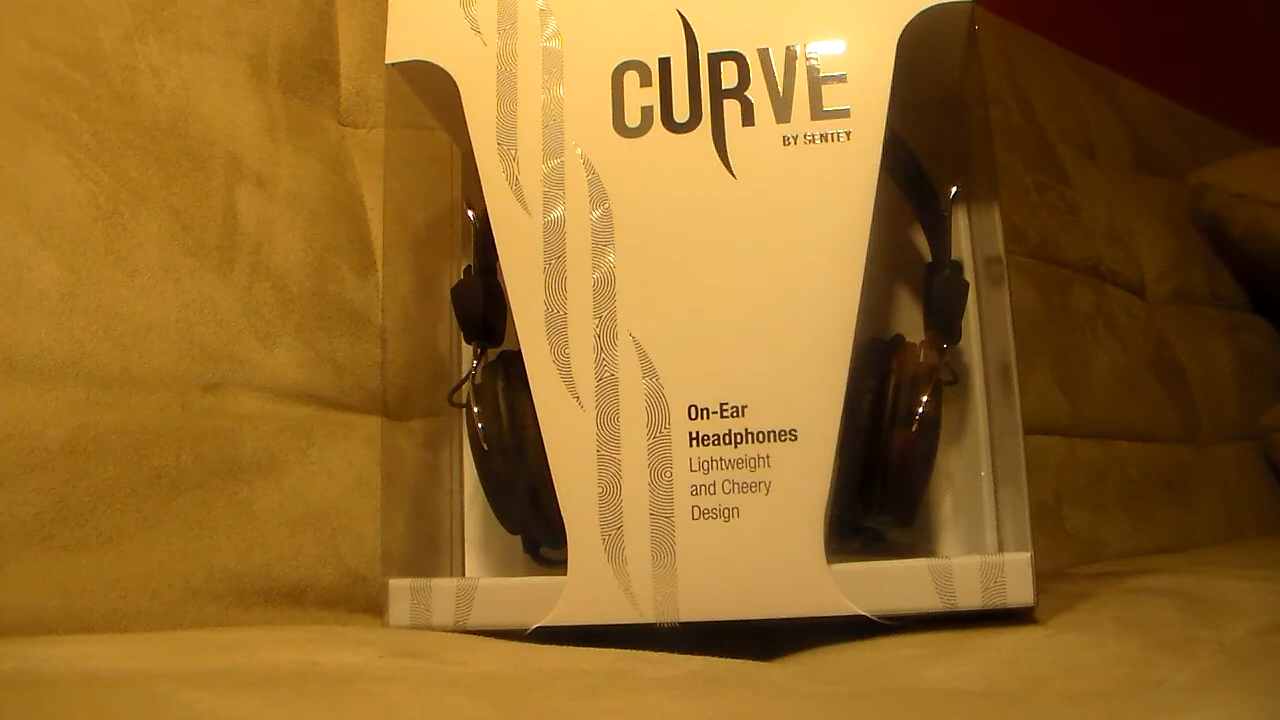 CURVE
BY SENTEY
On-Ear
Headphones
Lightweight
and Cheery
Design